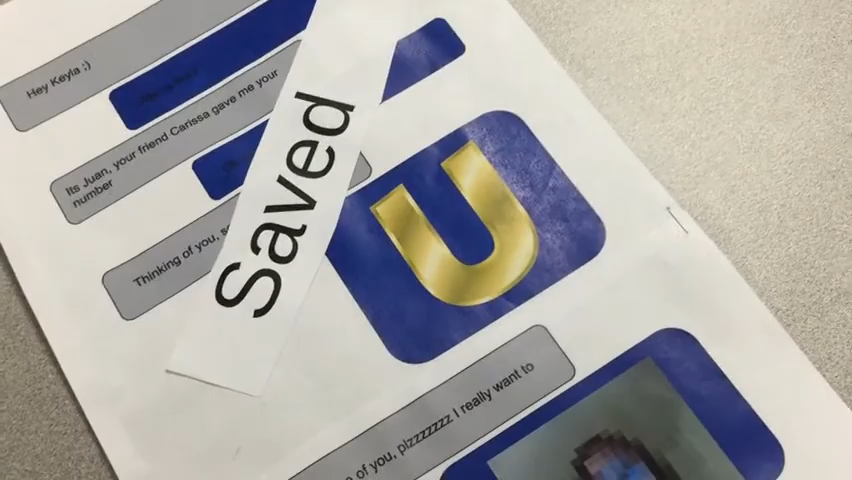 Hey Keyla ;)
Its Juan, your friend Carissa gave me your
number
Thinking of you,
Saved
U
of you, plzzzzzzz I really want to